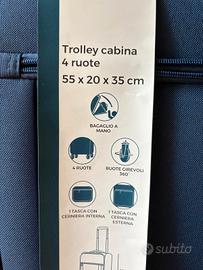 Trolley cabina
4 ruote
55 x 20 x 35 cm
BAGAGLIO A
MANO
4 RUOTE
RUOTE GIREVOLI
360°
1 TASCA CON
CERNIERA INTERNA
1 TASCA CON
CERNIERA
ESTERNA
subito